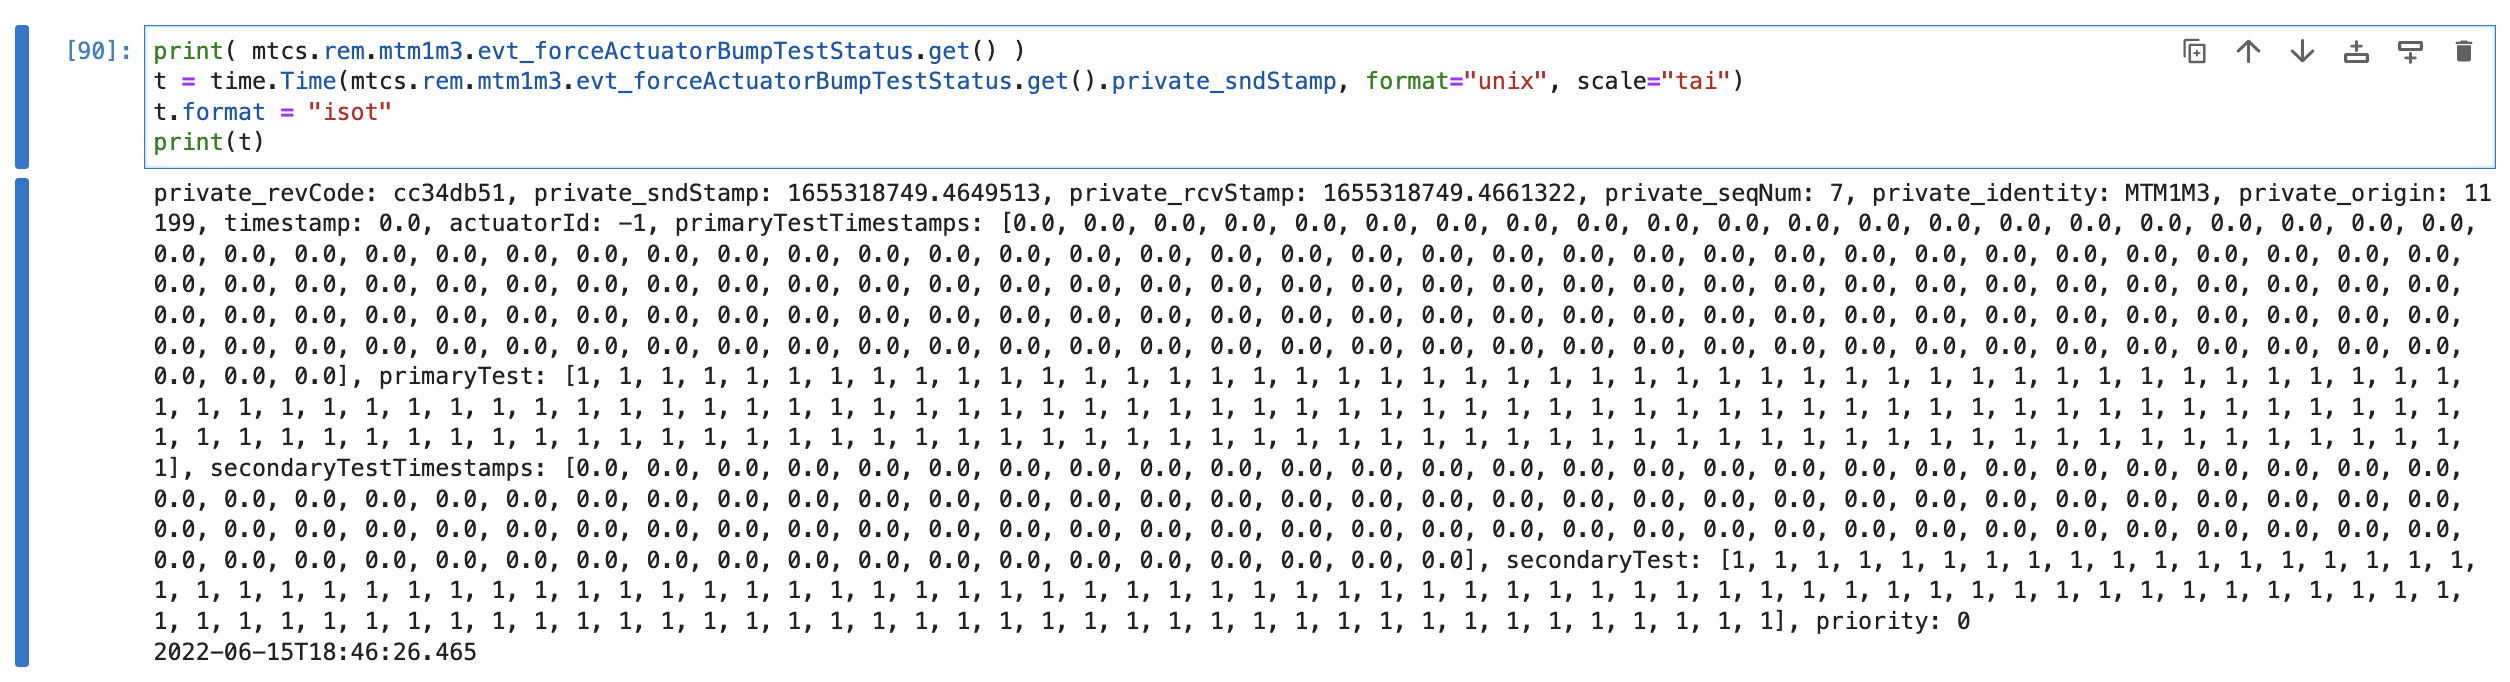 [90]:
print( mtcs.rem.mtm1m3.evt_forceActuatorBumpTestStatus.get() )
t = time.Time(mtcs.rem.mtm1m3.evt_forceActuatorBumpTestStatus.get().private_sndStamp, format="unix", scale="tai")
t.format = "isot"
print(t)
private_revCode: cc34db51, private_sndStamp: 1655318749.4649513, private_rcvStamp: 1655318749.4661322, private_seqNum: 7, private_identity: MTM1M3, private_origin: 11
199, timestamp: 0.0, actuatorId: -1, primaryTestTimestamps: [0.0, 0.0, 0.0, 0.0, 0.0, 0.0, 0.0, 0.0, 0.0, 0.0, 0.0, 0.0, 0.0, 0.0, 0.0, 0.0, 0.0, 0.0, 0.0, 0.0, 0.0,
0.0, 0.0, 0.0, 0.0, 0.0, 0.0, 0.0, 0.0, 0.0, 0.0, 0.0, 0.0, 0.0, 0.0, 0.0, 0.0, 0.0, 0.0, 0.0, 0.0, 0.0, 0.0, 0.0, 0.0, 0.0, 0.0, 0.0, 0.0, 0.0, 0.0, 0.0, 0.0, 0.0,
0.0, 0.0, 0.0, 0.0, 0.0, 0.0, 0.0, 0.0, 0.0, 0.0, 0.0, 0.0, 0.0, 0.0, 0.0, 0.0, 0.0, 0.0, 0.0, 0.0, 0.0, 0.0, 0.0, 0.0, 0.0, 0.0, 0.0, 0.0, 0.0, 0.0, 0.0, 0.0, 0.0,
0.0, 0.0, 0.0, 0.0, 0.0, 0.0, 0.0, 0.0, 0.0, 0.0, 0.0, 0.0, 0.0, 0.0, 0.0, 0.0, 0.0, 0.0, 0.0, 0.0, 0.0, 0.0, 0.0, 0.0, 0.0, 0.0, 0.0, 0.0, 0.0, 0.0, 0.0, 0.0, 0.0,
0.0, 0.0, 0.0, 0.0, 0.0, 0.0, 0.0, 0.0, 0.0, 0.0, 0.0, 0.0, 0.0, 0.0, 0.0, 0.0, 0.0, 0.0, 0.0, 0.0, 0.0, 0.0, 0.0, 0.0, 0.0, 0.0, 0.0, 0.0, 0.0, 0.0, 0.0, 0.0, 0.0,
0.0, 0.0, 0.0], primaryTest: [1, 1, 1, 1, 1, 1, 1, 1, 1, 1, 1, 1, 1, 1, 1, 1, 1, 1, 1, 1, 1, 1, 1, 1, 1, 1, 1, 1, 1, 1, 1, 1, 1, 1, 1, 1, 1, 1, 1, 1, 1, 1, 1, 1, 1,
1, 1, 1, 1, 1, 1, 1, 1, 1, 1, 1, 1, 1, 1, 1, 1, 1, 1, 1, 1, 1, 1, 1, 1, 1, 1, 1, 1, 1, 1, 1, 1, 1, 1, 1, 1, 1, 1, 1, 1, 1, 1, 1, 1, 1, 1, 1, 1, 1, 1, 1, 1, 1, 1, 1,
1, 1, 1, 1, 1, 1, 1, 1, 1, 1, 1, 1, 1, 1, 1, 1, 1, 1, 1, 1, 1, 1, 1, 1, 1, 1, 1, 1, 1, 1, 1, 1, 1, 1, 1, 1, 1, 1, 1, 1, 1, 1, 1, 1, 1, 1, 1, 1, 1, 1, 1, 1, 1, 1, 1,
1], secondaryTestTimestamps: [0.0, 0.0, 0.0, 0.0, 0.0, 0.0, 0.0, 0.0, 0.0, 0.0, 0.0, 0.0, 0.0, 0.0, 0.0, 0.0, 0.0, 0.0, 0.0, 0.0, 0.0, 0.0, 0.0, 0.0, 0.0, 0.0, 0.0,
0.0, 0.0, 0.0, 0.0, 0.0, 0.0, 0.0, 0.0, 0.0, 0.0, 0.0, 0.0, 0.0, 0.0, 0.0, 0.0, 0.0, 0.0, 0.0, 0.0, 0.0, 0.0, 0.0, 0.0, 0.0, 0.0, 0.0, 0.0, 0.0, 0.0, 0.0, 0.0, 0.0,
0.0, 0.0, 0.0, 0.0, 0.0, 0.0, 0.0, 0.0, 0.0, 0.0, 0.0, 0.0, 0.0, 0.0, 0.0, 0.0, 0.0, 0.0, 0.0, 0.0, 0.0, 0.0, 0.0, 0.0, 0.0, 0.0, 0.0, 0.0, 0.0, 0.0, 0.0, 0.0, 0.0,
0.0, 0.0, 0.0, 0.0, 0.0, 0.0, 0.0, 0.0, 0.0, 0.0, 0.0, 0.0, 0.0, 0.0, 0.0, 0.0, 0.0, 0.0, 0.0], secondaryTest: [1, 1, 1, 1, 1, 1, 1, 1, 1, 1, 1, 1, 1, 1, 1, 1, 1, 1,
1, 1, 1, 1, 1, 1, 1, 1, 1, 1, 1, 1, 1, 1, 1, 1, 1, 1, 1, 1, 1, 1, 1, 1, 1, 1, 1, 1, 1, 1, 1, 1, 1, 1, 1, 1, 1, 1, 1, 1, 1, 1, 1, 1, 1, 1, 1, 1, 1, 1, 1, 1, 1, 1, 1,
1, 1, 1, 1, 1, 1, 1, 1, 1, 1, 1, 1, 1, 1, 1, 1, 1, 1, 1, 1, 1, 1, 1, 1, 1, 1, 1, 1, 1, 1, 1, 1, 1, 1, 1, 1, 1, 1, 1], priority: 0
2022-06-15T18:46:26.465